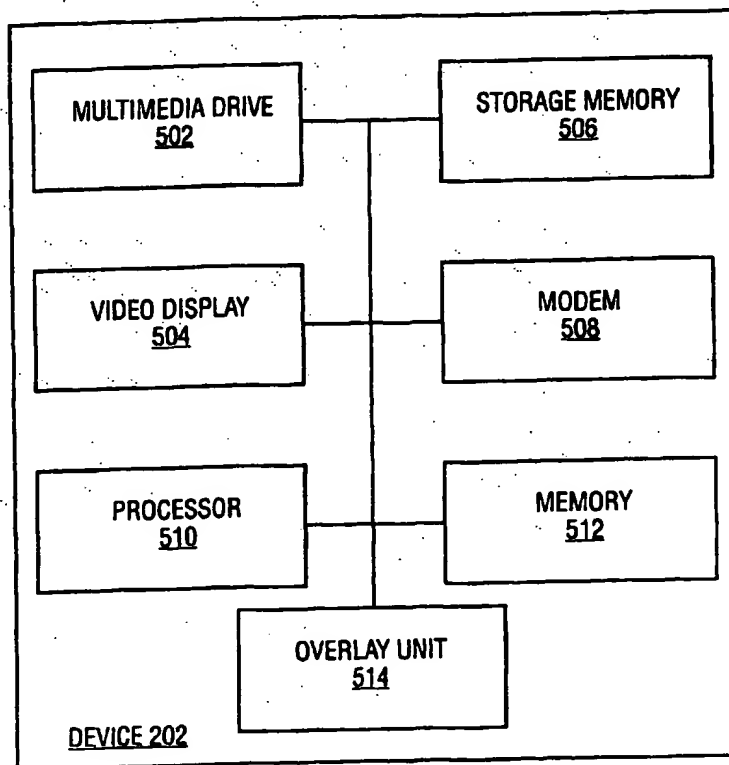 MULTIMEDIA DRIVE
502
STORAGE MEMORY
506
VIDEO DISPLAY
504
MODEM
508
PROCESSOR
510
MEMORY
512
OVERLAY UNIT
514
DEVICE 202